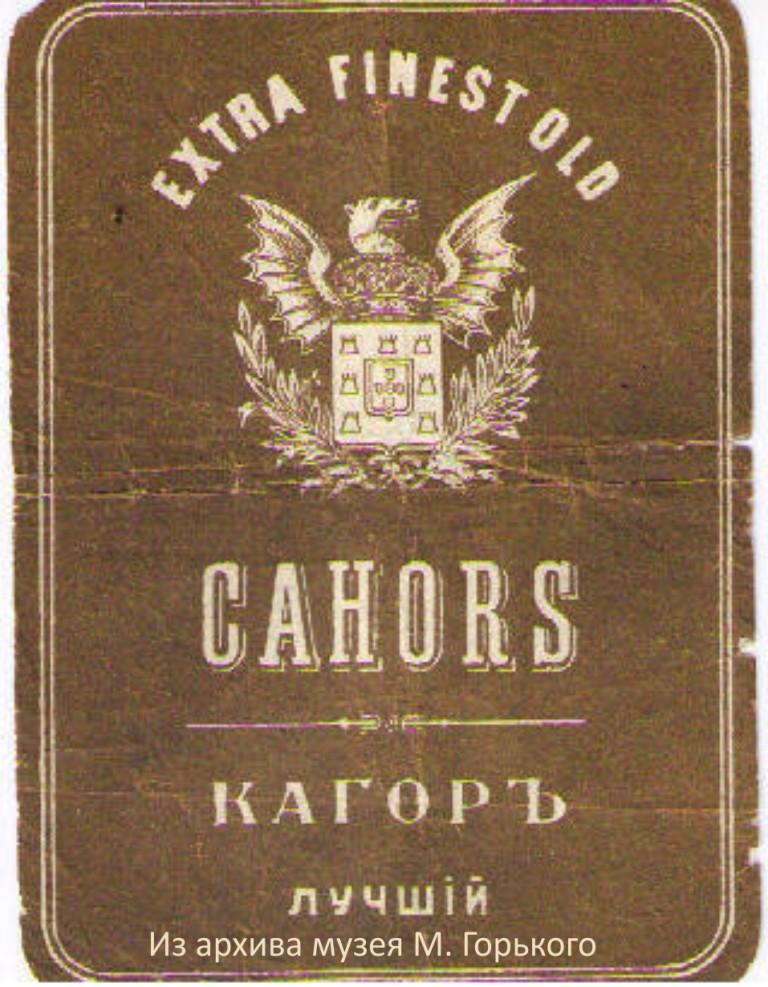 EXTRA FINEST OLD
CAHORS
КАГОРЪ
ЛУЧШІЙ
Из архива музея М. Горького